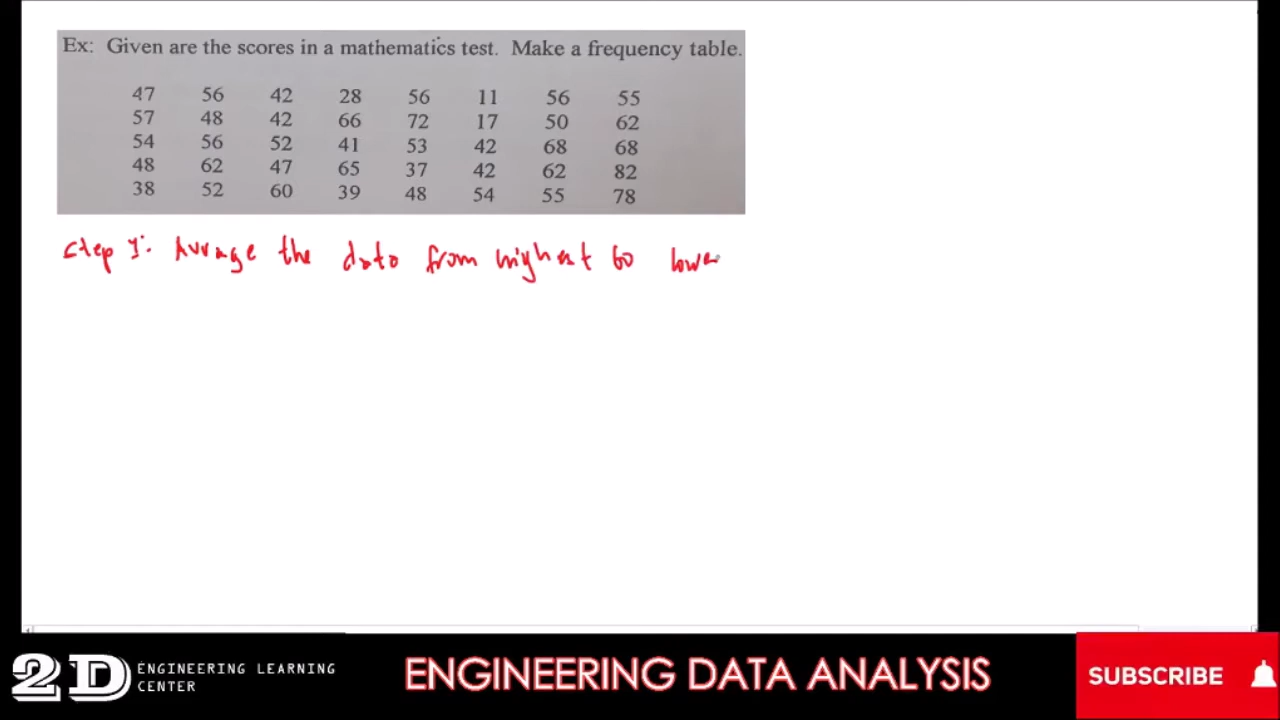 Ex: Given are the scores in a mathematics test. Make a frequency table.
47 56 42 28 56 11 56 55
57 48 42 66 72 17 50 62
54 56 52 41 53 42 68 68
48 62 47 65 37 42 62 82
38 52 60 39 48 54 55 78
Step 1: Arrange the data from highest to lowe
2D ENGINEERING LEARNING
CENTER
ENGINEERING DATA ANALYSIS
SUBSCRIBE